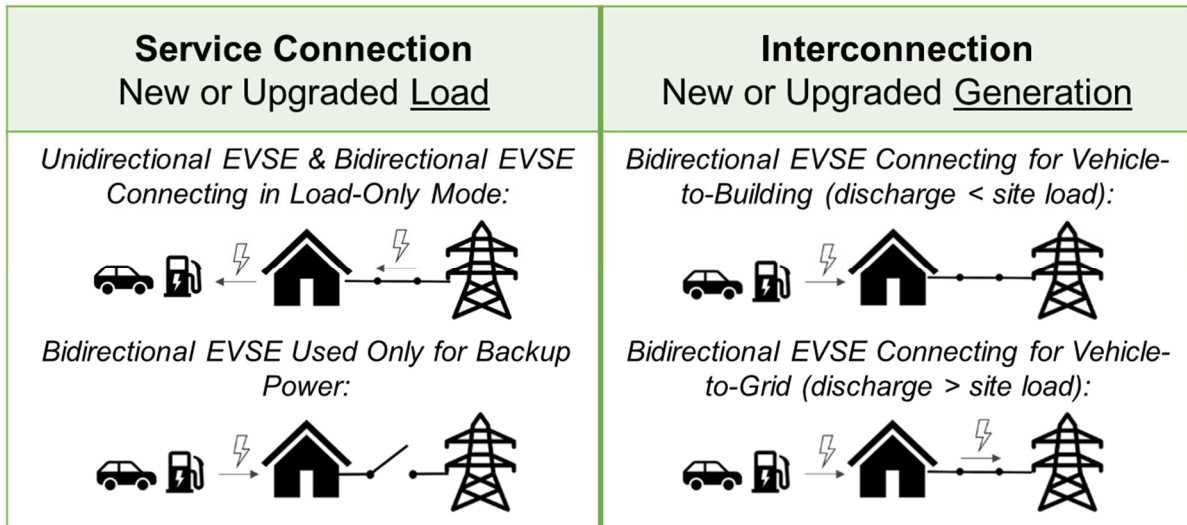 Service Connection
New or Upgraded Load
Unidirectional EVSE & Bidirectional EVSE
Connecting in Load-Only Mode:
Bidirectional EVSE Used Only for Backup
Power:
Interconnection
New or Upgraded Generation
Bidirectional EVSE Connecting for Vehicle-
to-Building (discharge < site load):
Bidirectional EVSE Connecting for Vehicle-
to-Grid (discharge > site load):